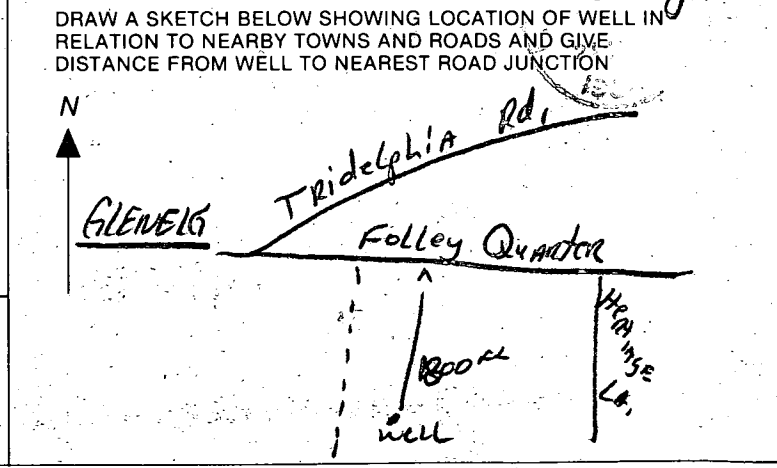 DRAW A SKETCH BELOW SHOWING LOCATION OF WELL IN
RELATION TO NEARBY TOWNS AND ROADS AND GIVE
DISTANCE FROM WELL TO NEAREST ROAD JUNCTION
N
TRidelphiA Rd,
GLENELG
Folley QuARteR
well
LA,